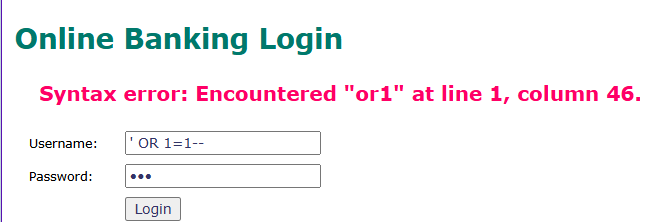 Online Banking Login
Syntax error: Encountered "or1" at line 1, column 46.
Username: ' OR 1=1--
Password: •••
Login